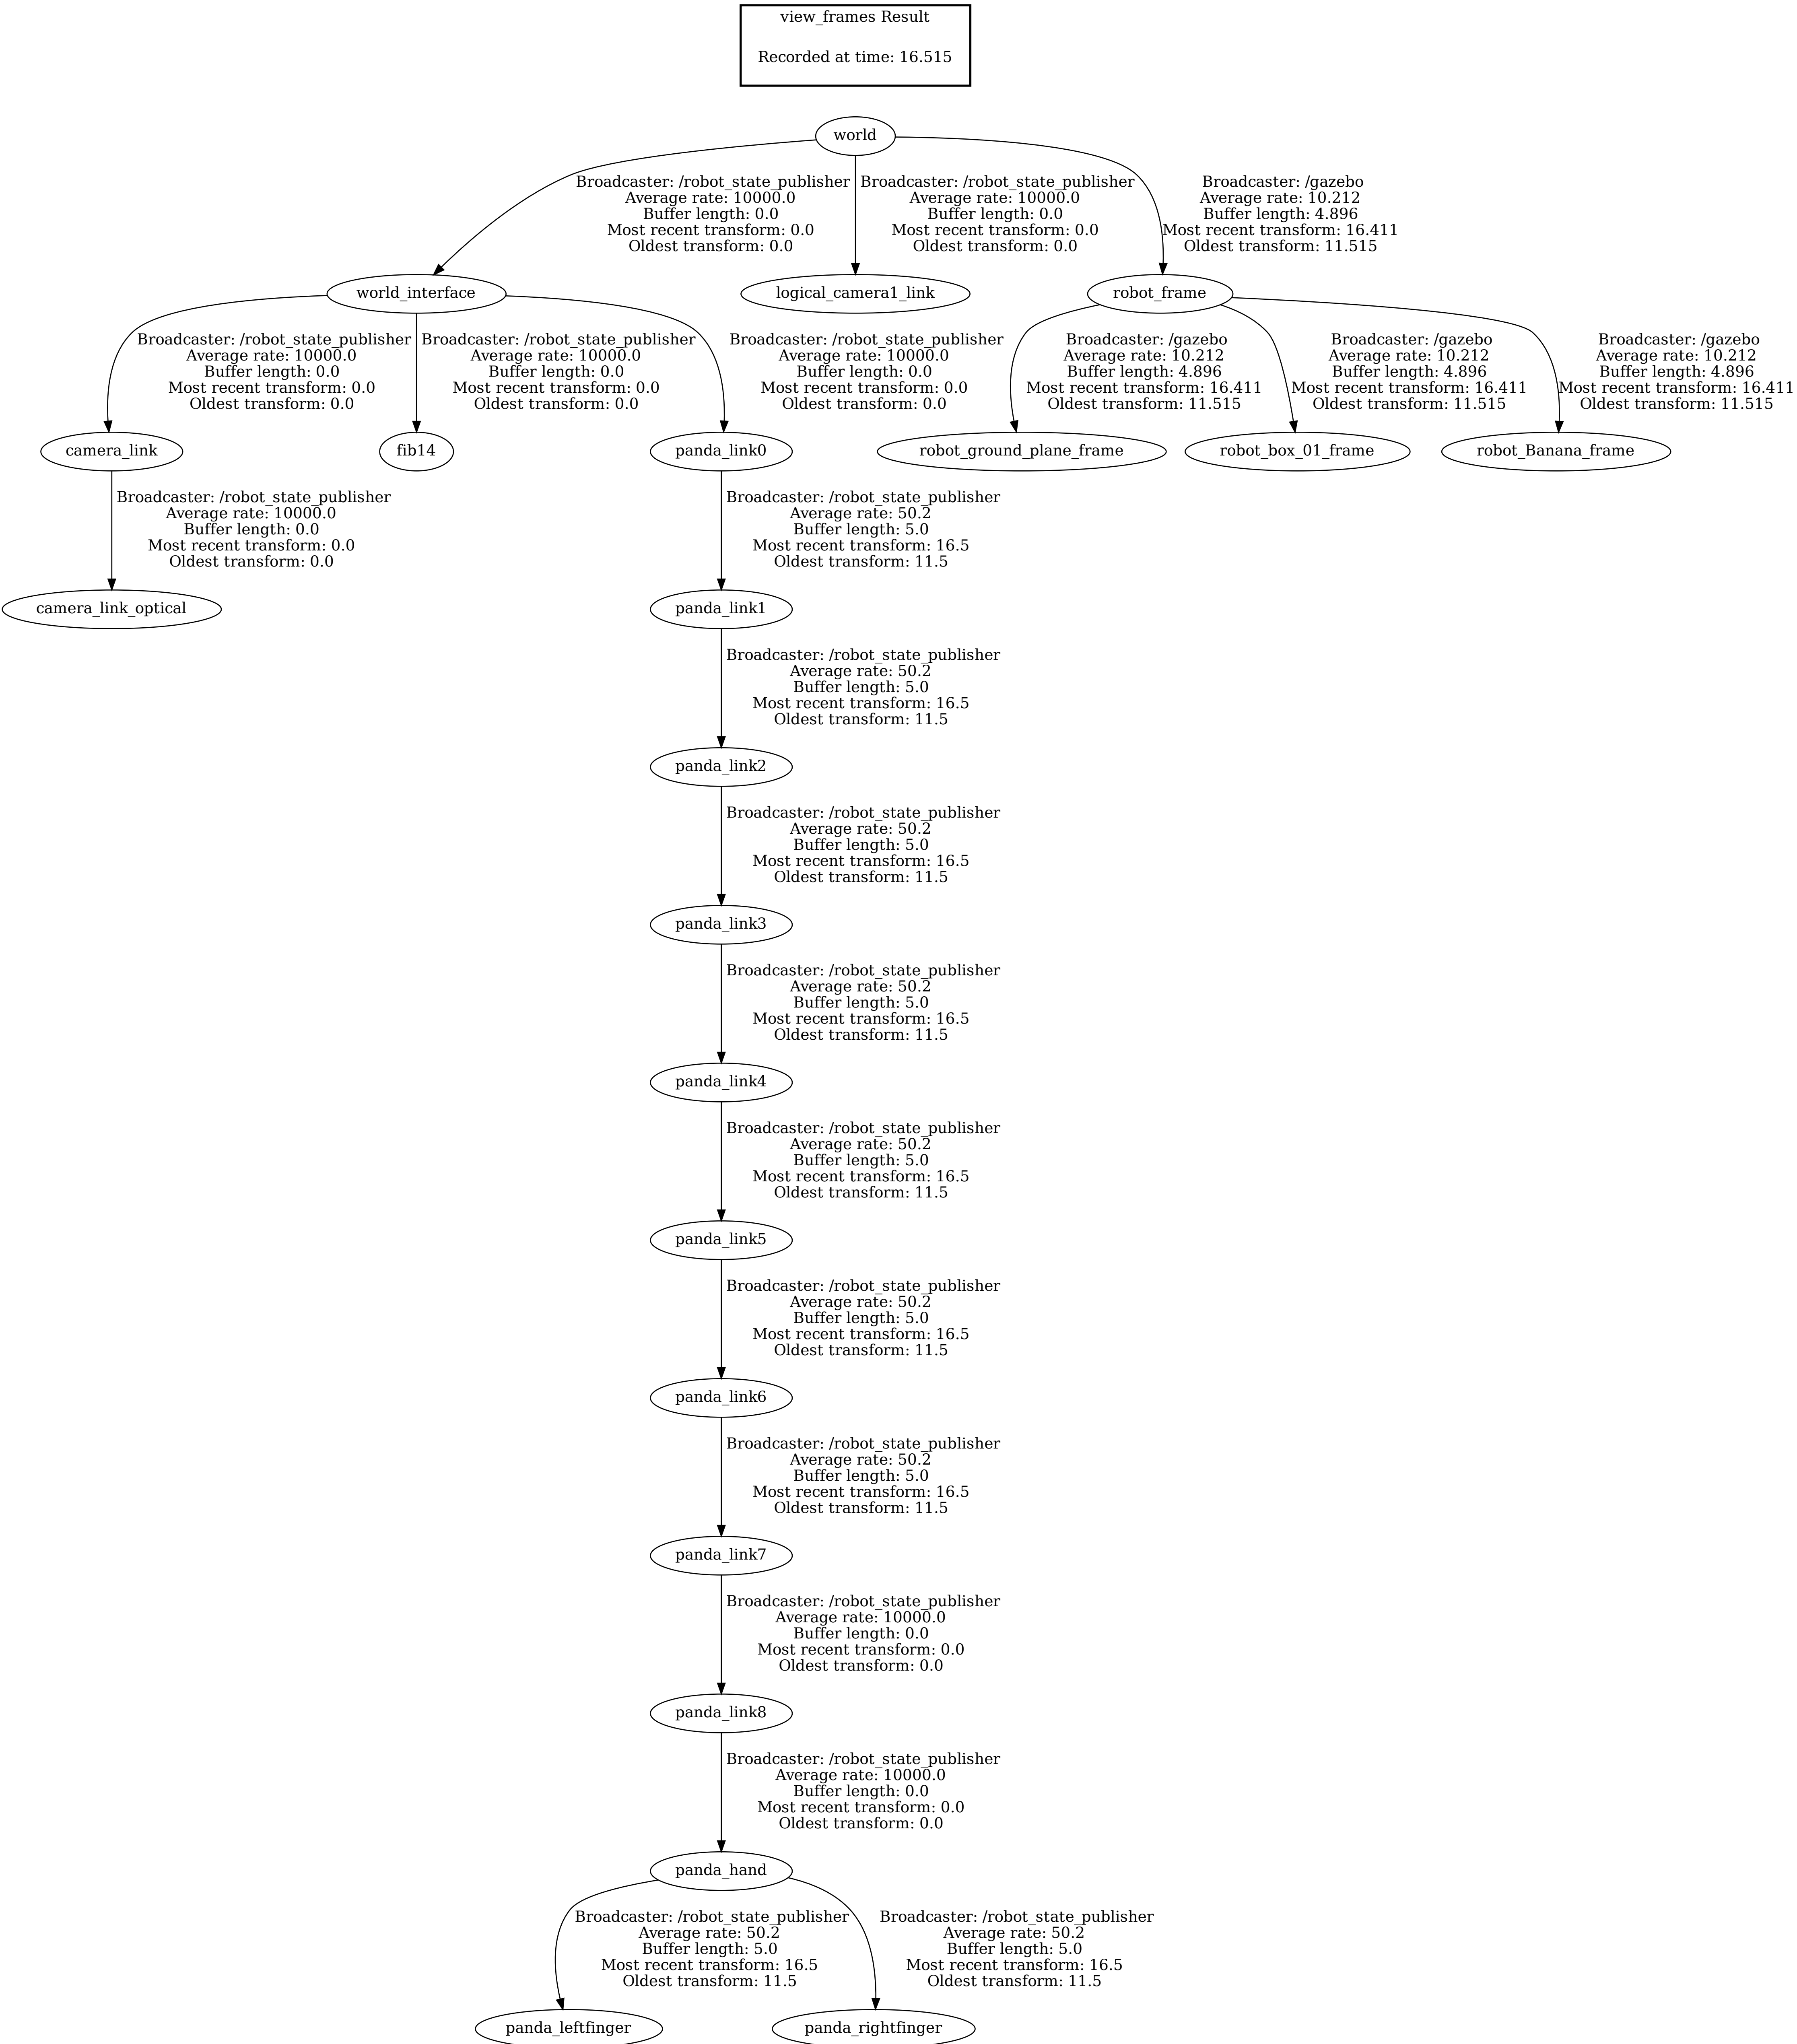 view_frames Result
Recorded at time: 16.515
world
Broadcaster: /robot_state_publisher
Average rate: 10000.0
Buffer length: 0.0
Most recent transform: 0.0
Oldest transform: 0.0
Broadcaster: /robot_state_publisher
Average rate: 10000.0
Buffer length: 0.0
Most recent transform: 0.0
Oldest transform: 0.0
Broadcaster: /gazebo
Average rate: 10.212
Buffer length: 4.896
Most recent transform: 16.411
Oldest transform: 11.515
world_interface
logical_camera1_link
robot_frame
Broadcaster: /robot_state_publisher
Average rate: 10000.0
Buffer length: 0.0
Most recent transform: 0.0
Oldest transform: 0.0
Broadcaster: /robot_state_publisher
Average rate: 10000.0
Buffer length: 0.0
Most recent transform: 0.0
Oldest transform: 0.0
Broadcaster: /robot_state_publisher
Average rate: 10000.0
Buffer length: 0.0
Most recent transform: 0.0
Oldest transform: 0.0
Broadcaster: /gazebo
Average rate: 10.212
Buffer length: 4.896
Most recent transform: 16.411
Oldest transform: 11.515
Broadcaster: /gazebo
Average rate: 10.212
Buffer length: 4.896
Most recent transform: 16.411
Oldest transform: 11.515
Broadcaster: /gazebo
Average rate: 10.212
Buffer length: 4.896
Most recent transform: 16.411
Oldest transform: 11.515
camera_link
fib14
panda_link0
robot_ground_plane_frame
robot_box_01_frame
robot_Banana_frame
Broadcaster: /robot_state_publisher
Average rate: 10000.0
Buffer length: 0.0
Most recent transform: 0.0
Oldest transform: 0.0
Broadcaster: /robot_state_publisher
Average rate: 50.2
Buffer length: 5.0
Most recent transform: 16.5
Oldest transform: 11.5
camera_link_optical
panda_link1
Broadcaster: /robot_state_publisher
Average rate: 50.2
Buffer length: 5.0
Most recent transform: 16.5
Oldest transform: 11.5
panda_link2
Broadcaster: /robot_state_publisher
Average rate: 50.2
Buffer length: 5.0
Most recent transform: 16.5
Oldest transform: 11.5
panda_link3
Broadcaster: /robot_state_publisher
Average rate: 50.2
Buffer length: 5.0
Most recent transform: 16.5
Oldest transform: 11.5
panda_link4
Broadcaster: /robot_state_publisher
Average rate: 50.2
Buffer length: 5.0
Most recent transform: 16.5
Oldest transform: 11.5
panda_link5
Broadcaster: /robot_state_publisher
Average rate: 50.2
Buffer length: 5.0
Most recent transform: 16.5
Oldest transform: 11.5
panda_link6
Broadcaster: /robot_state_publisher
Average rate: 50.2
Buffer length: 5.0
Most recent transform: 16.5
Oldest transform: 11.5
panda_link7
Broadcaster: /robot_state_publisher
Average rate: 10000.0
Buffer length: 0.0
Most recent transform: 0.0
Oldest transform: 0.0
panda_link8
Broadcaster: /robot_state_publisher
Average rate: 10000.0
Buffer length: 0.0
Most recent transform: 0.0
Oldest transform: 0.0
panda_hand
Broadcaster: /robot_state_publisher
Average rate: 50.2
Buffer length: 5.0
Most recent transform: 16.5
Oldest transform: 11.5
Broadcaster: /robot_state_publisher
Average rate: 50.2
Buffer length: 5.0
Most recent transform: 16.5
Oldest transform: 11.5
panda_leftfinger
panda_rightfinger